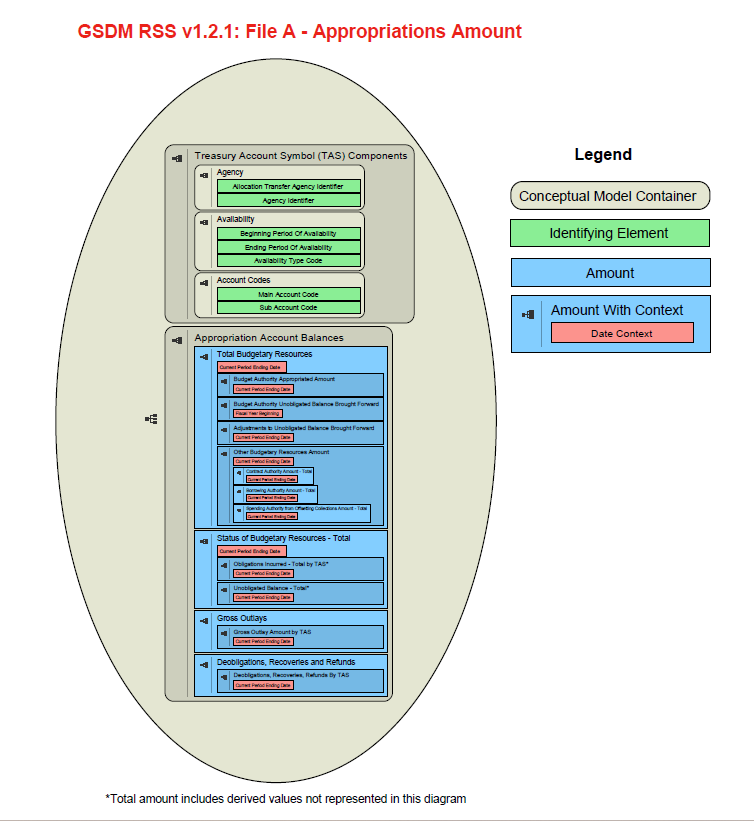 GSDM RSS v1.2.1: File A - Appropriations Amount
Treasury Account Symbol (TAS) Components
Agency
Allocation Transfer Agency Identifier
Agency Identifier
Availability
Beginning Period Of Availability
Ending Period Of Availability
Availability Type Code
Account Codes
Main Account Code
Sub Account Code
Appropriation Account Balances
Total Budgetary Resources
Current Period Ending Date
Budget Authority Appropriated Amount
Current Period Ending Date
Budget Authority Unobligated Balance Brought Forward
Fiscal Year Beginning
Adjustments to Unobligated Balance Brought Forward
Current Period Ending Date
Other Budgetary Resources Amount
Current Period Ending Date
Contract Authority Amount - Total
Current Period Ending Date
Borrowing Authority Amount - Total
Current Period Ending Date
Spending Authority from Offsetting Collections Amount - Total
Current Period Ending Date
Status of Budgetary Resources - Total
Current Period Ending Date
Obligations Incurred - Total by TAS*
Current Period Ending Date
Unobligated Balance - Total*
Current Period Ending Date
Gross Outlays
Gross Outlay Amount by TAS
Current Period Ending Date
Deobligations, Recoveries and Refunds
Deobligations, Recoveries, Refunds By TAS
Current Period Ending Date
Legend
Conceptual Model Container
Identifying Element
Amount
Amount With Context
Date Context
*Total amount includes derived values not represented in this diagram